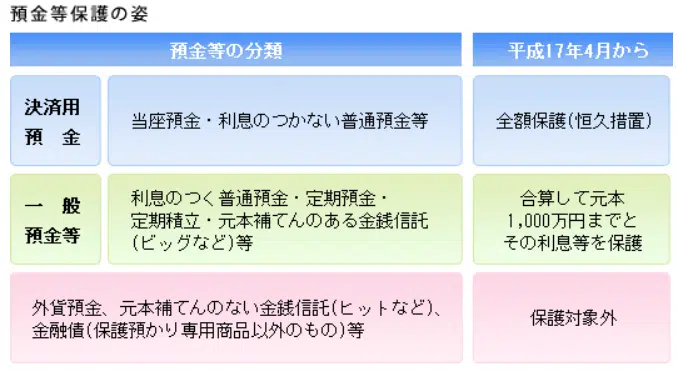 預金等保護の姿
預金等の分類
平成17年4月から
決済用
預　金
当座預金・利息のつかない普通預金等
全額保護(恒久措置)
一　般
預金等
利息のつく普通預金・定期預金・
定期積立・元本補てんのある金銭信託
(ビッグなど)等
合算して元本
1,000万円までと
その利息等を保護
外貨預金、元本補てんのない金銭信託(ヒットなど)、
金融債(保護預かり専用商品以外のもの)等
保護対象外